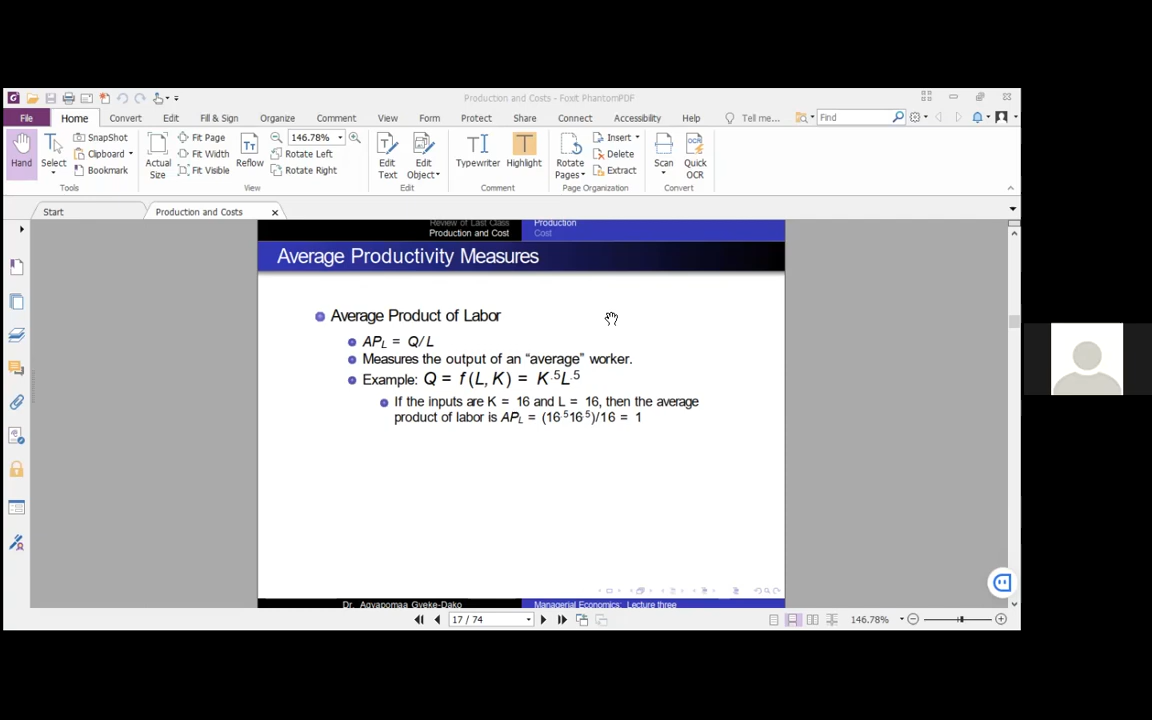 Production and Costs - Foxit PhantomPDF
File Home Convert Edit Fill & Sign Organize Comment View Form Protect Share Connect Accessibility Help Tell me... Find
Hand
Select
SnapShot
Clipboard
Bookmark
Tools
Actual Size
Fit Page
Fit Width
Fit Visible
Reflow
146.78%
Rotate Left
Rotate Right
View
Edit Text
Edit Object
Edit
Typewriter
Highlight
Comment
Rotate Pages
Insert
Delete
Extract
Page Organization
Scan
Quick OCR
Convert
Start
Production and Costs
Review of Last Class
Production and Cost
Production
Cost
Average Productivity Measures
Average Product of Labor
APL = Q/L
Measures the output of an “average” worker.
Example: Q = f(L, K) = K.5L.5
If the inputs are K = 16 and L = 16, then the average
product of labor is APL = (16.516.5)/16 = 1
Dr. Agyapomaa Gyeke-Dako
Managerial Economics: Lecture three
17 / 74
146.78%